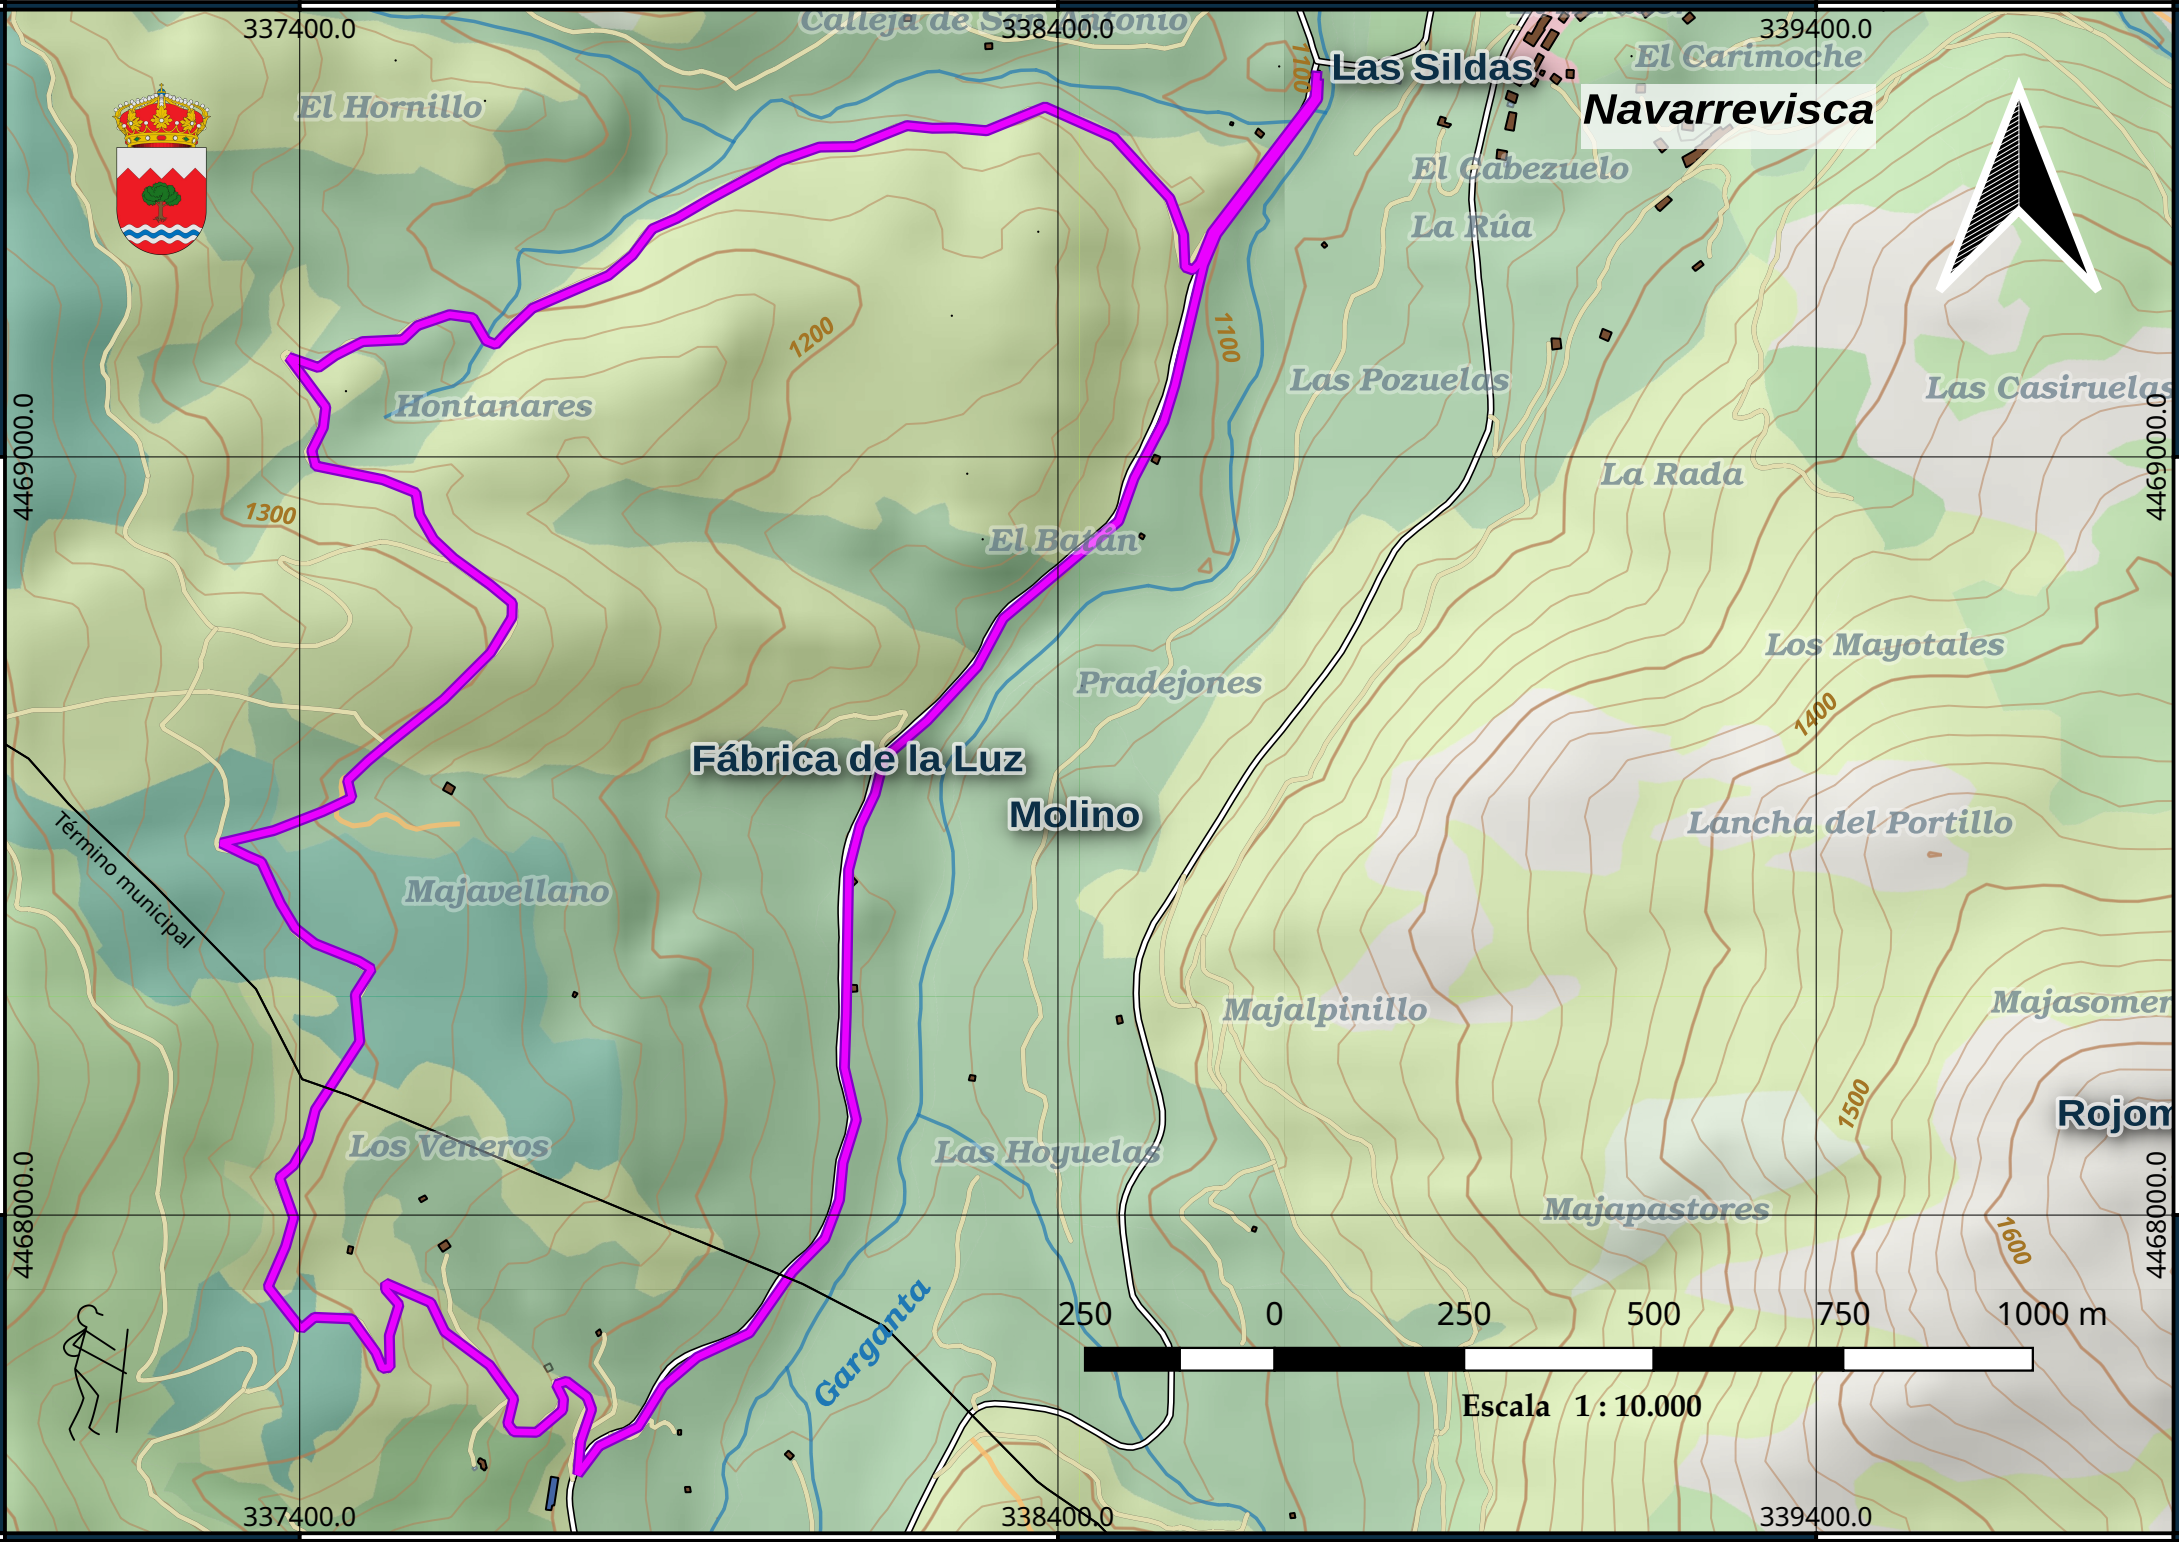 Calleja de San Antonio
337400.0
338400.0
339400.0
El Carimoche
1100
Las Sildas
El Hornillo
Navarrevisca
El Cabezuelo
La Rúa
1200
1100
Las Pozuelas
Las Casiruelas
Hontanares
4469000.0
4469000.0
La Rada
1300
El Batán
Los Mayotales
Pradejones
1400
Fábrica de la Luz
Molino
Lancha del Portillo
Término municipal
Majavellano
Majasomer
Majalpinillo
1500
Rojom
Los Veneros
Las Hoyuelas
4468000.0
4468000.0
Majapastores
1600
Garganta
250 0 250 500 750 1000 m
Escala 1 : 10.000
337400.0
338400.0
339400.0